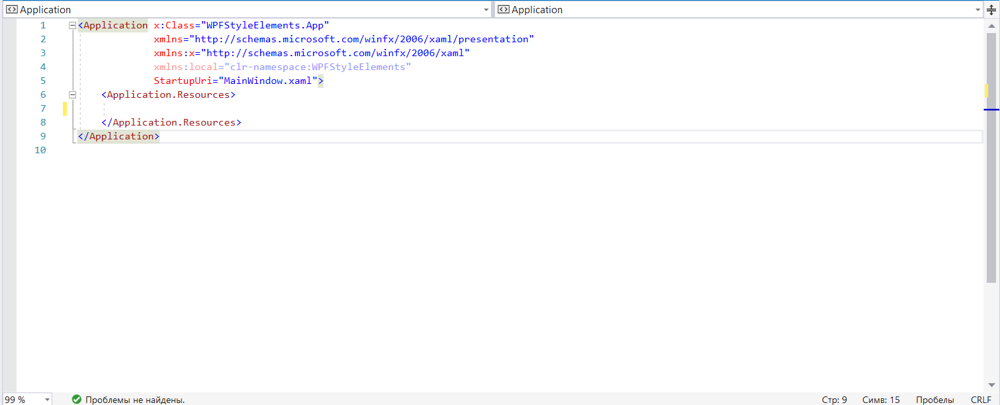 Application Application
1 <Application x:Class="WPFStyleElements.App"
2 xmlns="http://schemas.microsoft.com/winfx/2006/xaml/presentation"
3 xmlns:x="http://schemas.microsoft.com/winfx/2006/xaml"
4 xmlns:local="clr-namespace:WPFStyleElements"
5 StartupUri="MainWindow.xaml">
6 <Application.Resources>
7
8 </Application.Resources>
9 </Application>
10
99 % Проблемы не найдены. Стр: 9 Симв: 15 Пробелы CRLF